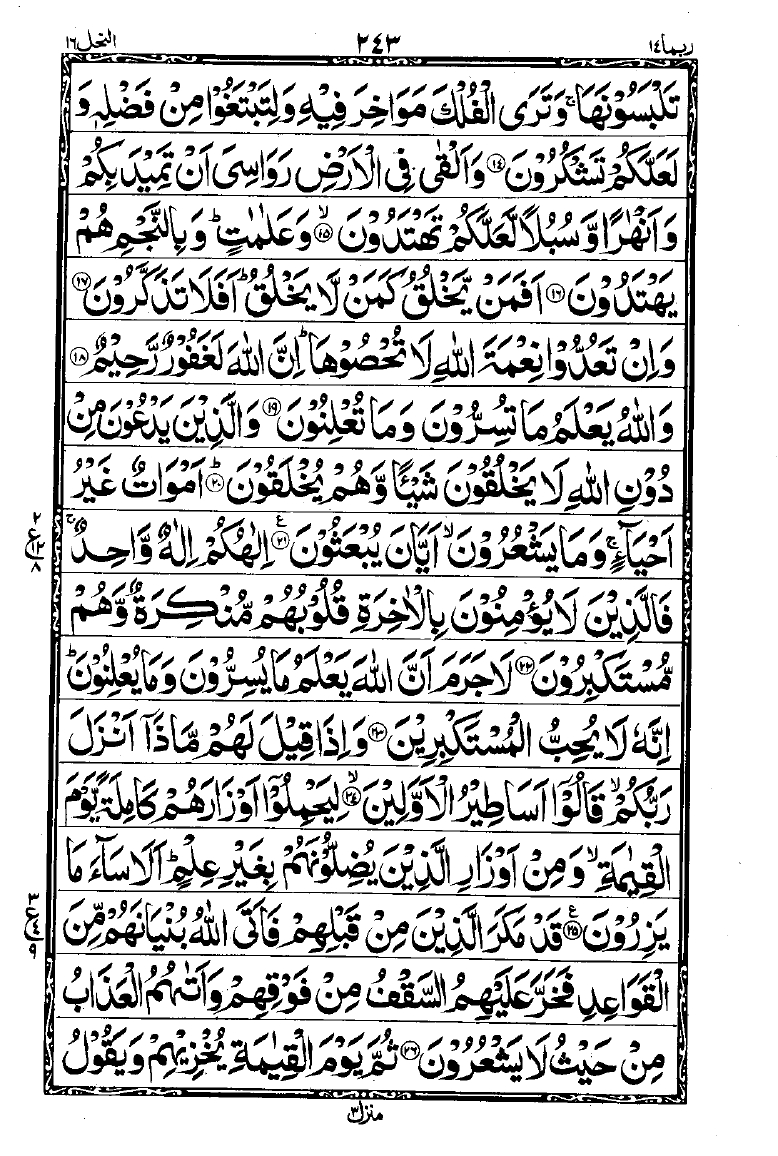 ربما ١٤ ٢٤٣ النحل ١٦
تَلْبَسُوْنَهَا ۚ وَتَرَى الْفُلْكَ مَوَاخِرَ فِيْهِ وَلِتَبْتَغُوْا مِنْ فَضْلِهٖ وَ
لَعَلَّكُمْ تَشْكُرُوْنَ ﴿١٤﴾ وَاَلْقٰى فِى الْاَرْضِ رَوَاسِىَ اَنْ تَمِيْدَ بِكُمْ
وَاَنْهٰرًا وَّ سُبُلًا لَّعَلَّكُمْ تَهْتَدُوْنَ ۙ﴿١٥﴾ وَعَلٰمٰتٍ ؕ وَبِالنَّجْمِ هُمْ
يَهْتَدُوْنَ ﴿١٦﴾ اَفَمَنْ يَّخْلُقُ كَمَنْ لَّا يَخْلُقُ ؕ اَفَلَا تَذَكَّرُوْنَ ﴿١٧﴾
وَاِنْ تَعُدُّوْا نِعْمَةَ اللّٰهِ لَا تُحْصُوْهَا ؕ اِنَّ اللّٰهَ لَغَفُوْرٌ رَّحِيْمٌ ﴿١٨﴾
وَاللّٰهُ يَعْلَمُ مَا تُسِرُّوْنَ وَمَا تُعْلِنُوْنَ ﴿١٩﴾ وَالَّذِيْنَ يَدْعُوْنَ مِنْ
دُوْنِ اللّٰهِ لَا يَخْلُقُوْنَ شَيْئًا وَّهُمْ يُخْلَقُوْنَ ؕ﴿٢٠﴾ اَمْوَاتٌ غَيْرُ
اَحْيَآءٍ ۚ وَمَا يَشْعُرُوْنَ ۙ اَيَّانَ يُبْعَثُوْنَ ﴿٢١﴾ ع اِلٰهُكُمْ اِلٰهٌ وَّاحِدٌ ۚ
فَالَّذِيْنَ لَا يُؤْمِنُوْنَ بِالْاٰخِرَةِ قُلُوْبُهُمْ مُّنْكِرَةٌ وَّهُمْ
مُّسْتَكْبِرُوْنَ ﴿٢٢﴾ لَا جَرَمَ اَنَّ اللّٰهَ يَعْلَمُ مَا يُسِرُّوْنَ وَمَا يُعْلِنُوْنَ ؕ
اِنَّهٗ لَا يُحِبُّ الْمُسْتَكْبِرِيْنَ ﴿٢٣﴾ وَاِذَا قِيْلَ لَهُمْ مَّاذَآ اَنْزَلَ
رَبُّكُمْ ۙ قَالُوْٓا اَسَاطِيْرُ الْاَوَّلِيْنَ ۙ﴿٢٤﴾ لِيَحْمِلُوْٓا اَوْزَارَهُمْ كَامِلَةً يَّوْمَ
الْقِيٰمَةِ ۙ وَمِنْ اَوْزَارِ الَّذِيْنَ يُضِلُّوْنَهُمْ بِغَيْرِ عِلْمٍ ؕ اَلَا سَآءَ مَا
يَزِرُوْنَ ﴿٢٥﴾ ع قَدْ مَكَرَ الَّذِيْنَ مِنْ قَبْلِهِمْ فَاَتَى اللّٰهُ بُنْيَانَهُمْ مِّنَ
الْقَوَاعِدِ فَخَرَّ عَلَيْهِمُ السَّقْفُ مِنْ فَوْقِهِمْ وَاَتٰىهُمُ الْعَذَابُ
مِنْ حَيْثُ لَا يَشْعُرُوْنَ ﴿٢٦﴾ ثُمَّ يَوْمَ الْقِيٰمَةِ يُخْزِيْهِمْ وَيَقُوْلُ
٢
ع ١٢
٨
٣
ع
٩
منزل ٣